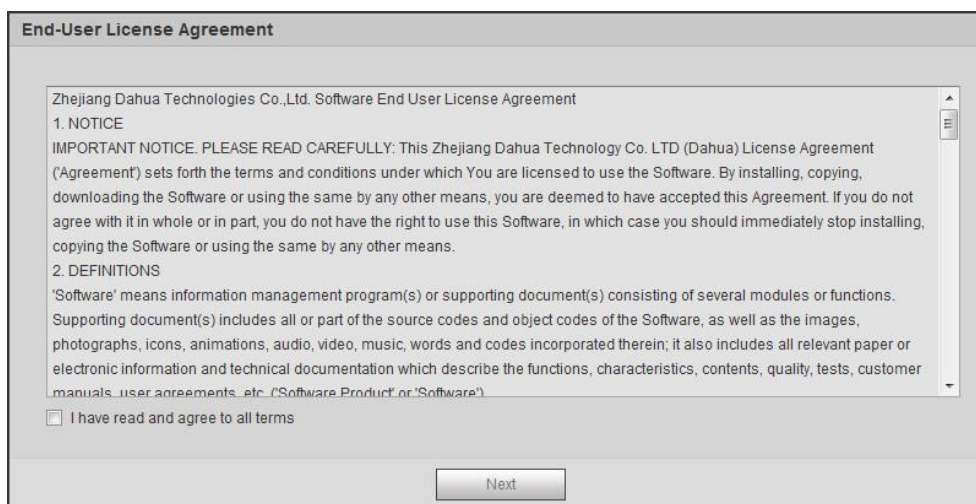 End-User License Agreement
Zhejiang Dahua Technologies Co.,Ltd. Software End User License Agreement
1. NOTICE
IMPORTANT NOTICE. PLEASE READ CAREFULLY: This Zhejiang Dahua Technology Co. LTD (Dahua) License Agreement
('Agreement') sets forth the terms and conditions under which You are licensed to use the Software. By installing, copying,
downloading the Software or using the same by any other means, you are deemed to have accepted this Agreement. If you do not
agree with it in whole or in part, you do not have the right to use this Software, in which case you should immediately stop installing,
copying the Software or using the same by any other means.
2. DEFINITIONS
'Software' means information management program(s) or supporting document(s) consisting of several modules or functions.
Supporting document(s) includes all or part of the source codes and object codes of the Software, as well as the images,
photographs, icons, animations, audio, video, music, words and codes incorporated therein; it also includes all relevant paper or
electronic information and technical documentation which describe the functions, characteristics, contents, quality, tests, customer
manuals, user agreements, etc. ('Software Product' or 'Software')
I have read and agree to all terms
Next